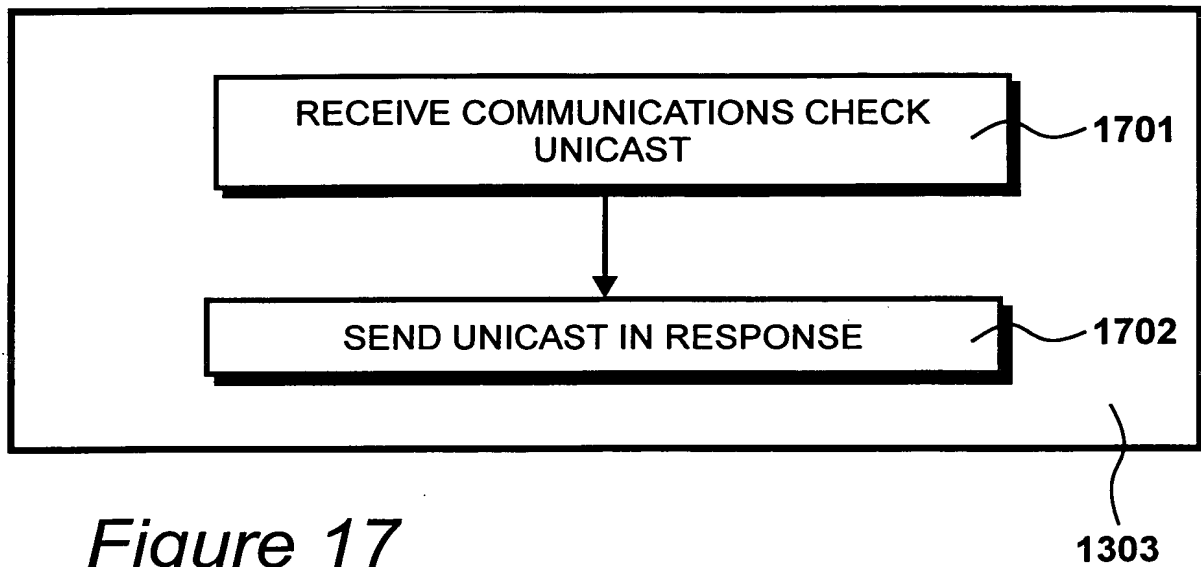 RECEIVE COMMUNICATIONS CHECK
UNICAST
1701
SEND UNICAST IN RESPONSE
1702
Figure 17
1303